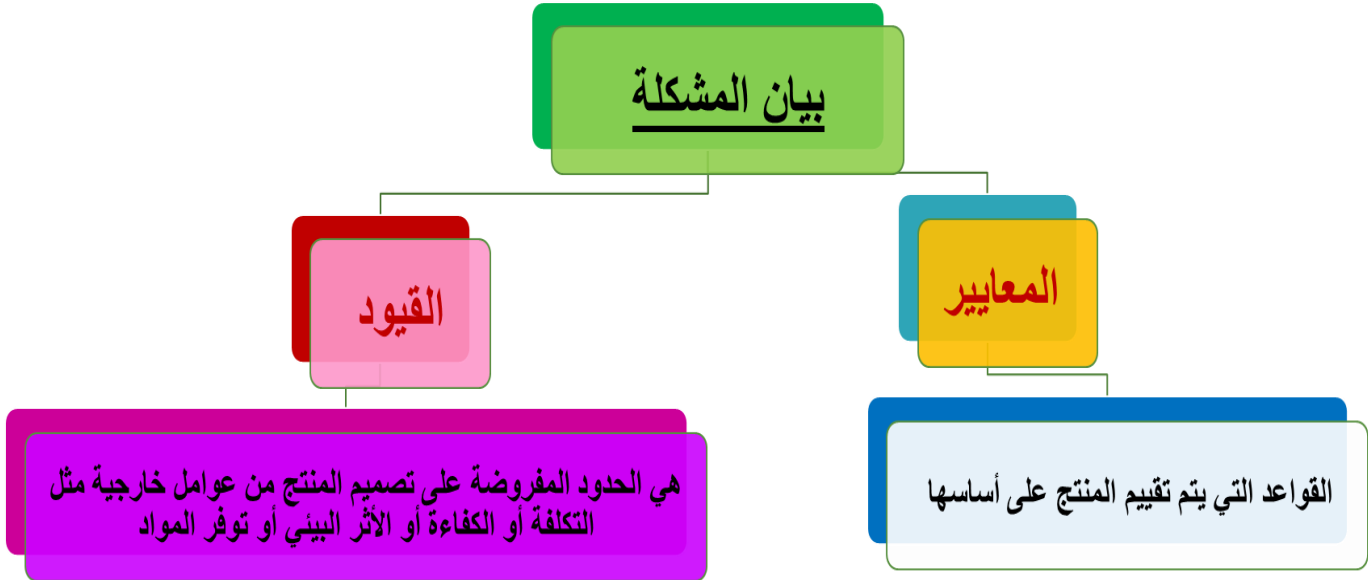 بيان المشكلة
المعايير
القيود
القواعد التي يتم تقييم المنتج على أساسها
هي الحدود المفروضة على تصميم المنتج من عوامل خارجية مثل
التكلفة أو الكفاءة أو الأثر البيئي أو توفر المواد